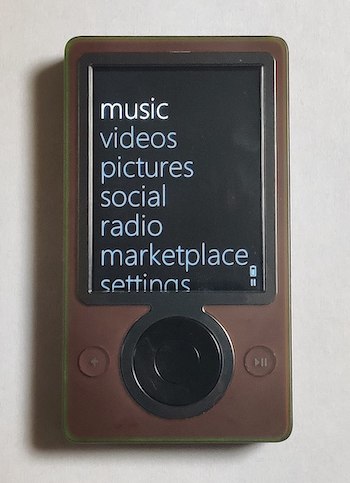 music
videos
pictures
social
radio
marketplace
settings